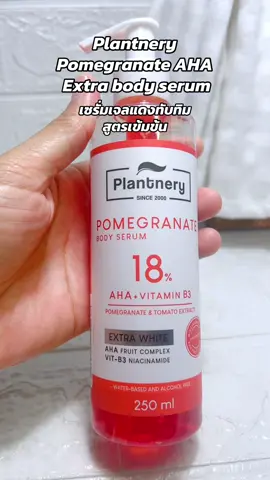 Plantnery
Pomegranate AHA
Extra body serum
เซรั่มเจลแดงทับทิม
สูตรเข้มข้น
Plantnery
SINCE 2000
POMEGRANATE
BODY SERUM
18%
AHA + VITAMIN B3
POMEGRANATE & TOMATO EXTRACT
EXTRA WHITE
AHA FRUIT COMPLEX
VIT-B3 NIACINAMIDE
- WATER-BASED AND ALCOHOL FREE -
250 ml